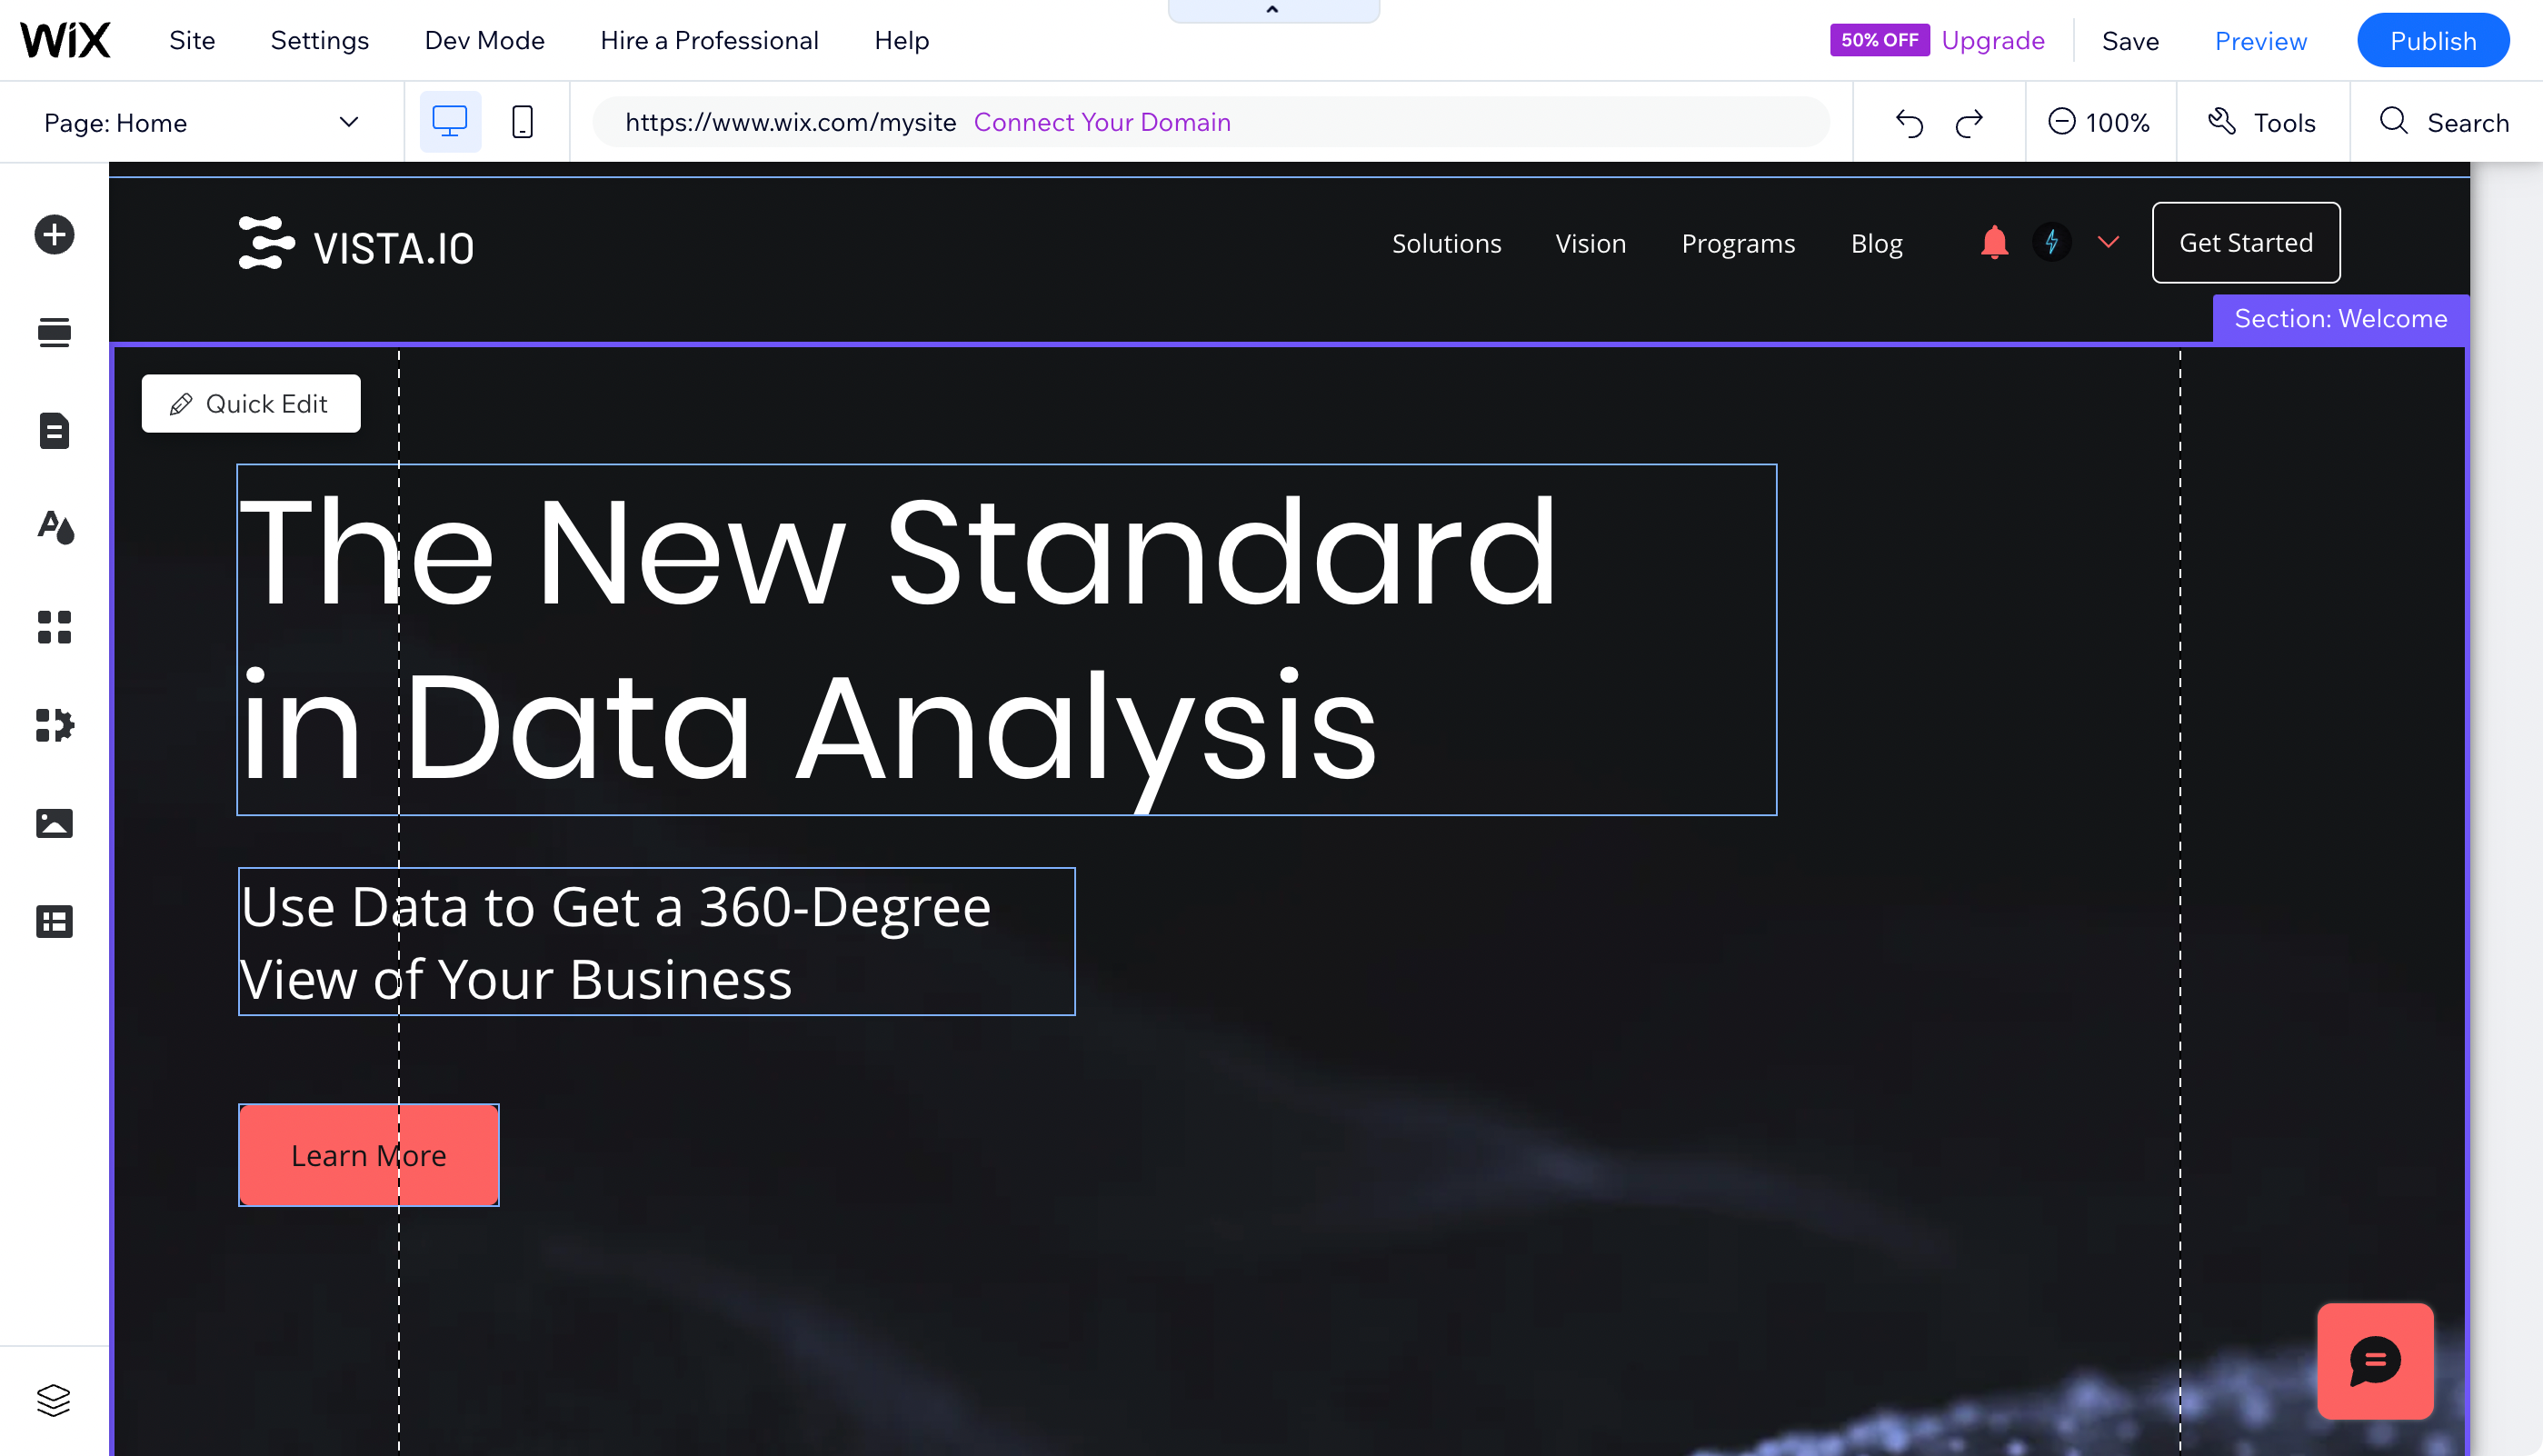 WiX Site Settings Dev Mode Hire a Professional Help 50% OFF Upgrade Save Preview Publish
Page: Home https://www.wix.com/mysite Connect Your Domain 100% Tools Search
VISTA.IO Solutions Vision Programs Blog Get Started
Section: Welcome
Quick Edit
The New Standard
in Data Analysis
Use Data to Get a 360-Degree
View of Your Business
Learn More